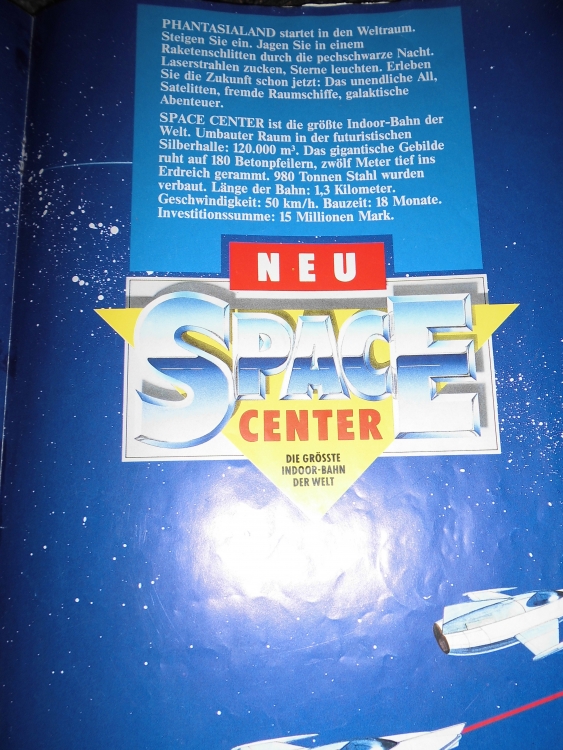 PHANTASIALAND startet in den Weltraum.
Steigen Sie ein. Jagen Sie in einem
Raketenschlitten durch die pechschwarze Nacht.
Laserstrahlen zucken, Sterne leuchten. Erleben
Sie die Zukunft schon jetzt: Das unendliche All,
Satelitten, fremde Raumschiffe, galaktische
Abenteuer.
SPACE CENTER ist die größte Indoor-Bahn der
Welt. Umbauter Raum in der futuristischen
Silberhalle: 120.000 m³. Das gigantische Gebilde
ruht auf 180 Betonpfeilern, zwölf Meter tief ins
Erdreich gerammt. 980 Tonnen Stahl wurden
verbaut. Länge der Bahn: 1,3 Kilometer.
Geschwindigkeit: 50 km/h. Bauzeit: 18 Monate.
Investitionssumme: 15 Millionen Mark.
NEU
SPACE
CENTER
DIE GRÖSSTE
INDOOR-BAHN
DER WELT